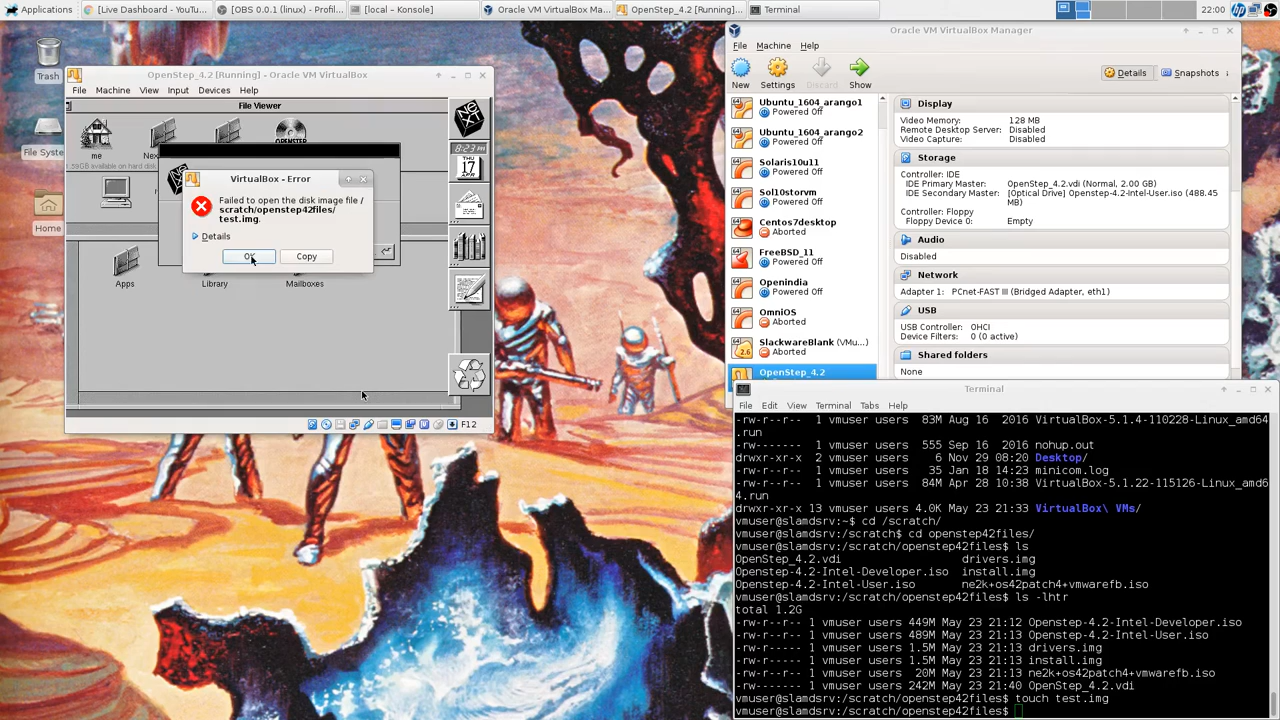 Applications
[Live Dashboard - YouTu...
[OBS 0.0.1 (linux) - Profil...
[local – Konsole]
Oracle VM VirtualBox Ma...
[OpenStep_4.2 [Running]...
Terminal
22:00
Trash
File System
Home
OpenStep_4.2 [Running] - Oracle VM VirtualBox
File Machine View Input Devices Help
File Viewer
me
OPENSTEP
Apps
Library
Mailboxes
8:23 PM
THU
17
F12
VirtualBox - Error
Failed to open the disk image file /
scratch/openstep42files/
test.img.
Details
OK
Copy
Oracle VM VirtualBox Manager
File Machine Help
New
Settings
Discard
Show
Details
Snapshots
Ubuntu_1604_arango1
Powered Off
Ubuntu_1604_arango2
Powered Off
Solaris10u11
Powered Off
Sol10storvm
Powered Off
Centos7desktop
Aborted
FreeBSD_11
Powered Off
Openindia
Powered Off
OmniOS
Aborted
SlackwareBlank (VMu...)
Aborted
OpenStep_4.2
Display
Video Memory: 128 MB
Remote Desktop Server: Disabled
Video Capture: Disabled
Storage
Controller: IDE
IDE Primary Master: OpenStep_4.2.vdi (Normal, 2.00 GB)
IDE Secondary Master: [Optical Drive] Openstep-4.2-Intel-User.iso (488.45
Controller: Floppy
Floppy Device 0: Empty
Audio
Disabled
Network
Adapter 1: PCnet-FAST III (Bridged Adapter, eth1)
USB
USB Controller: OHCI
Device Filters: 0 (0 active)
Shared folders
None
Terminal
File Edit View Terminal Tabs Help
-rw-r--r-- 1 vmuser users 83M Aug 16 2016 VirtualBox-5.1.4-110228-Linux_amd64
.run
-rw------- 1 vmuser users 555 Sep 16 2016 nohup.out
drwxr-xr-x 2 vmuser users 6 Nov 29 08:20 Desktop/
-rw-r--r-- 1 vmuser users 35 Jan 18 14:23 minicom.log
-rw-r--r-- 1 vmuser users 84M Apr 28 10:38 VirtualBox-5.1.22-115126-Linux_amd6
4.run
drwxr-xr-x 13 vmuser users 4.0K May 23 21:33 VirtualBox\ VMs/
vmuser@slamdsrv:~$ cd /scratch/
vmuser@slamdsrv:/scratch$ cd openstep42files/
vmuser@slamdsrv:/scratch/openstep42files$ ls
OpenStep_4.2.vdi drivers.img
Openstep-4.2-Intel-Developer.iso install.img
Openstep-4.2-Intel-User.iso ne2k+os42patch4+vmwarefb.iso
vmuser@slamdsrv:/scratch/openstep42files$ ls -lhtr
total 1.2G
-rw-r--r-- 1 vmuser users 449M May 23 21:12 Openstep-4.2-Intel-Developer.iso
-rw-r--r-- 1 vmuser users 489M May 23 21:13 Openstep-4.2-Intel-User.iso
-rw-r--r-- 1 vmuser users 1.5M May 23 21:13 drivers.img
-rw-r--r-- 1 vmuser users 1.5M May 23 21:13 install.img
-rw-r--r-- 1 vmuser users 20M May 23 21:13 ne2k+os42patch4+vmwarefb.iso
-rw------- 1 vmuser users 242M May 23 21:40 OpenStep_4.2.vdi
vmuser@slamdsrv:/scratch/openstep42files$ touch test.img
vmuser@slamdsrv:/scratch/openstep42files$